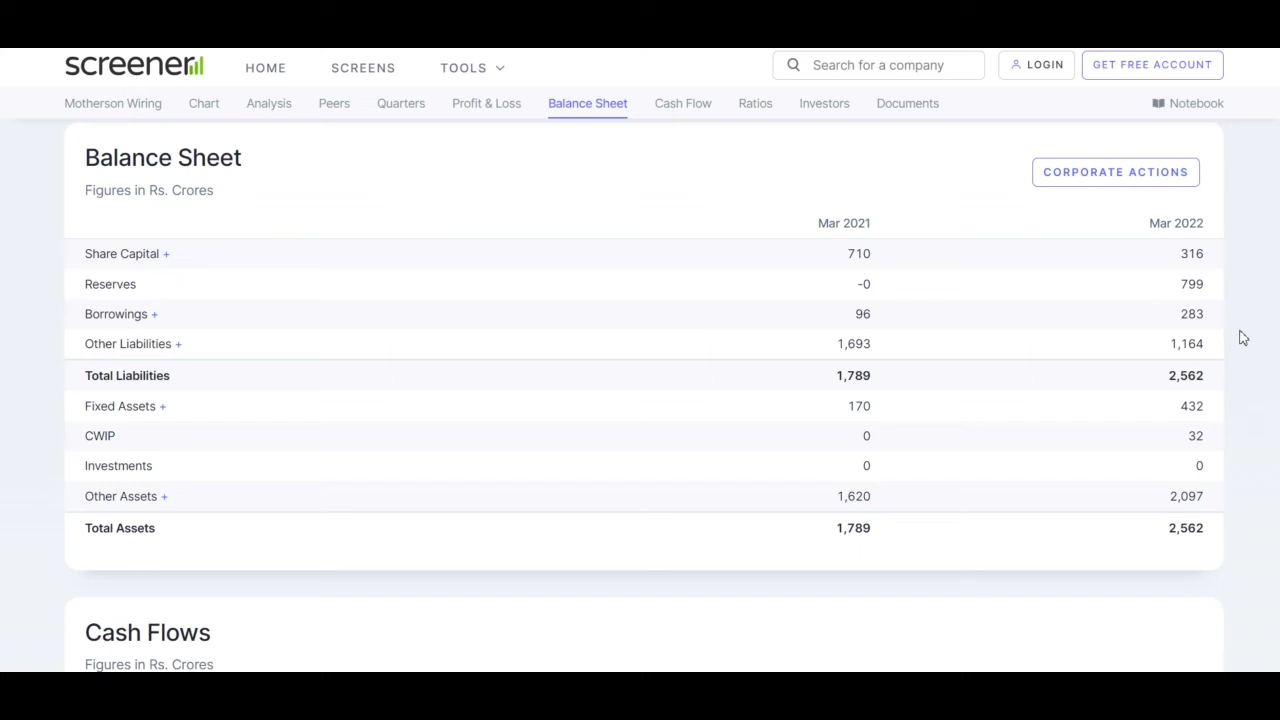 screener HOME SCREENS TOOLS Search for a company LOGIN GET FREE ACCOUNT
Motherson Wiring Chart Analysis Peers Quarters Profit & Loss Balance Sheet Cash Flow Ratios Investors Documents Notebook
Balance Sheet
Figures in Rs. Crores
CORPORATE ACTIONS
Mar 2021 Mar 2022
Share Capital + 710 316
Reserves -0 799
Borrowings + 96 283
Other Liabilities + 1,693 1,164
Total Liabilities 1,789 2,562
Fixed Assets + 170 432
CWIP 0 32
Investments 0 0
Other Assets + 1,620 2,097
Total Assets 1,789 2,562
Cash Flows
Figures in Rs. Crores